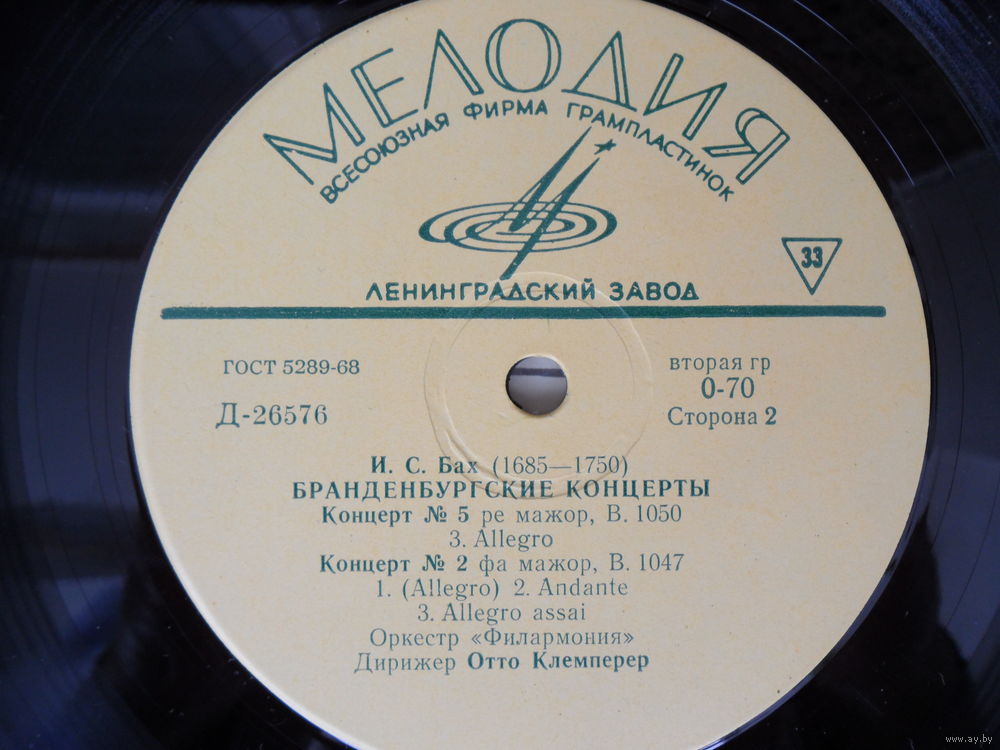 МЕЛОДИЯ
ВСЕСОЮЗНАЯ ФИРМА ГРАМПЛАСТИНОК
33
ЛЕНИНГРАДСКИЙ ЗАВОД
ГОСТ 5289-68
вторая гр
0-70
Д-26576
Сторона 2
И. С. Бах (1685—1750)
БРАНДЕНБУРГСКИЕ КОНЦЕРТЫ
Концерт № 5 ре мажор, В. 1050
3. Allegro
Концерт № 2 фа мажор, В. 1047
1. (Allegro) 2. Andante
3. Allegro assai
Оркестр «Филармония»
Дирижер Отто Клемперер
www.ay.by